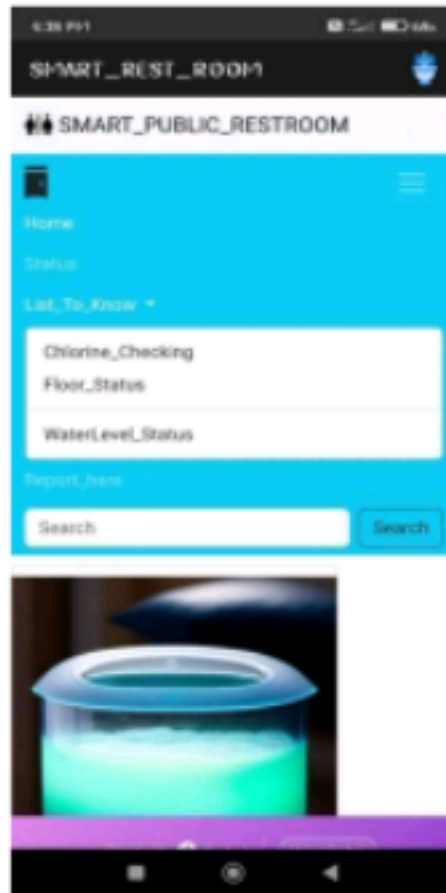 SMART_REST_ROOM
SMART_PUBLIC_RESTROOM
Home
Status
List_To_Know
Chlorine_Checking
Floor_Status
WaterLevel_Status
Report_here
Search Search